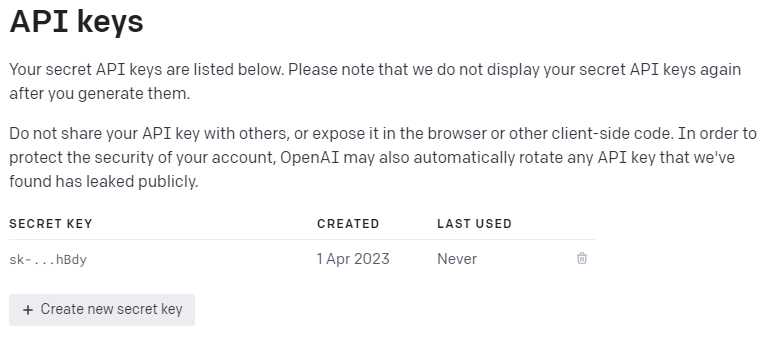 API keys
Your secret API keys are listed below. Please note that we do not display your secret API keys again
after you generate them.
Do not share your API key with others, or expose it in the browser or other client-side code. In order to
protect the security of your account, OpenAI may also automatically rotate any API key that we've
found has leaked publicly.
SECRET KEY CREATED LAST USED
sk-...hBdy 1 Apr 2023 Never
+ Create new secret key